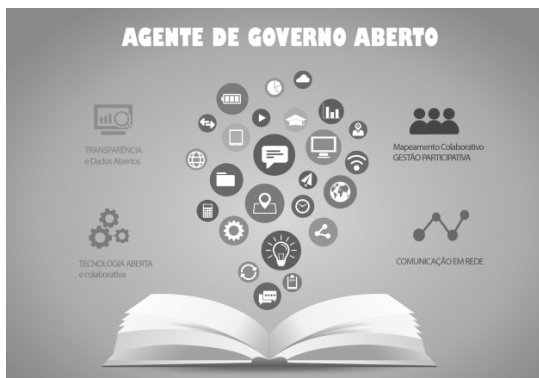 AGENTE DE GOVERNO ABERTO
TRANSPARÊNCIA
e Dados Abertos
Mapeamento Colaborativo
GESTÃO PARTICIPATIVA
TECNOLOGIA ABERTA
e colaborativa
COMUNICAÇÃO EM REDE